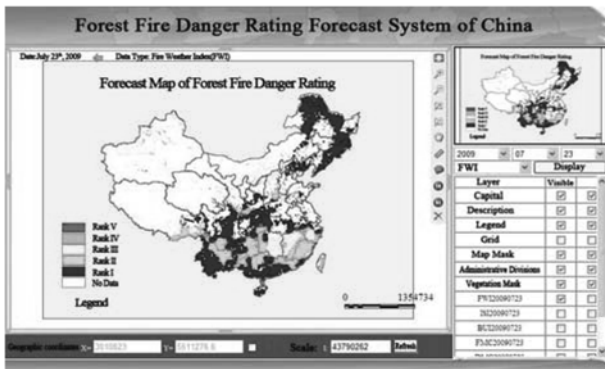 Forest Fire Danger Rating Forecast System of China
Date:July 23th, 2009 Data Type: Fire Weather Index(FWI)
Forecast Map of Forest Fire Danger Rating
Rank V
Rank IV
Rank III
Rank II
Rank I
No Data
Legend
0 1354734
Forecast Map of Forest Fire Danger Rating
Legend
2009 07 23
FWI Display
Layer Visible
Capital
Description
Legend
Grid
Map Mask
Administrative Divisions
Vegetation Mask
FWI20090723
ISI20090723
BUI20090723
Geographic coordinates X= Y= Scale: 1: 43790262 Refresh